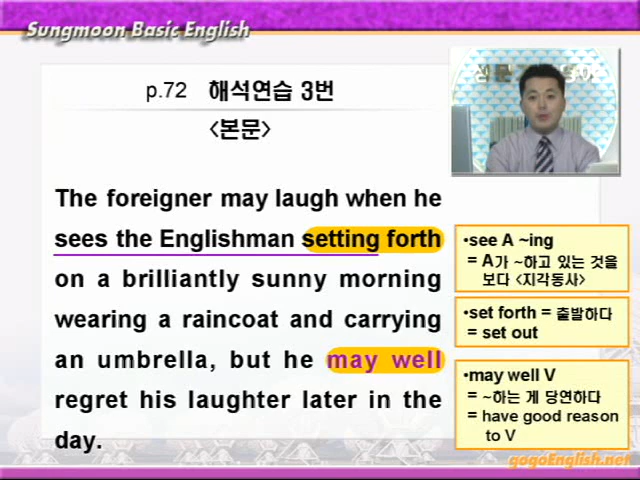 Sungmoon Basic English
p.72 해석연습 3번
<본문>
The foreigner may laugh when he
sees the Englishman setting forth
on a brilliantly sunny morning
wearing a raincoat and carrying
an umbrella, but he may well
regret his laughter later in the
day.
•see A ~ing
= A가 ~하고 있는 것을
보다 <지각동사>
•set forth = 출발하다
= set out
•may well V
= ~하는 게 당연하다
= have good reason
to V
gogoEnglish.net